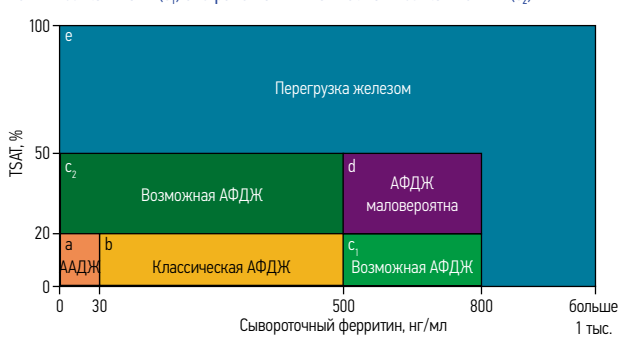 100
e
Перегрузка железом
TSAT, %
50
c₂
Возможная АФДЖ
d
АФДЖ
маловероятна
20
a
ААДЖ
b
Классическая АФДЖ
c₁
Возможная АФДЖ
0
0 30 500 800 больше
1 тыс.
Сывороточный ферритин, нг/мл